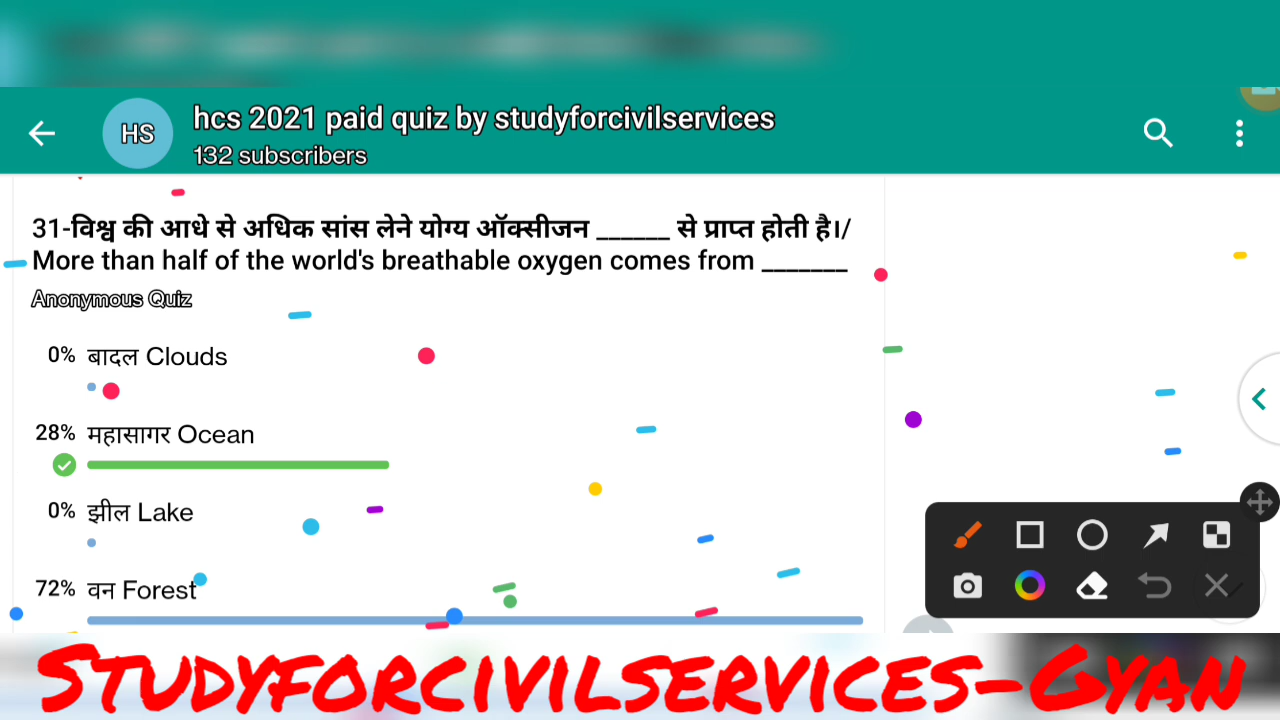 HS
hcs 2021 paid quiz by studyforcivilservices
132 subscribers
31-विश्व की आधे से अधिक सांस लेने योग्य ऑक्सीजन ______ से प्राप्त होती है।/
More than half of the world's breathable oxygen comes from _______
Anonymous Quiz
0% बादल Clouds
28% महासागर Ocean
0% झील Lake
72% वन Forest
Studyforcivilservices-Gyan